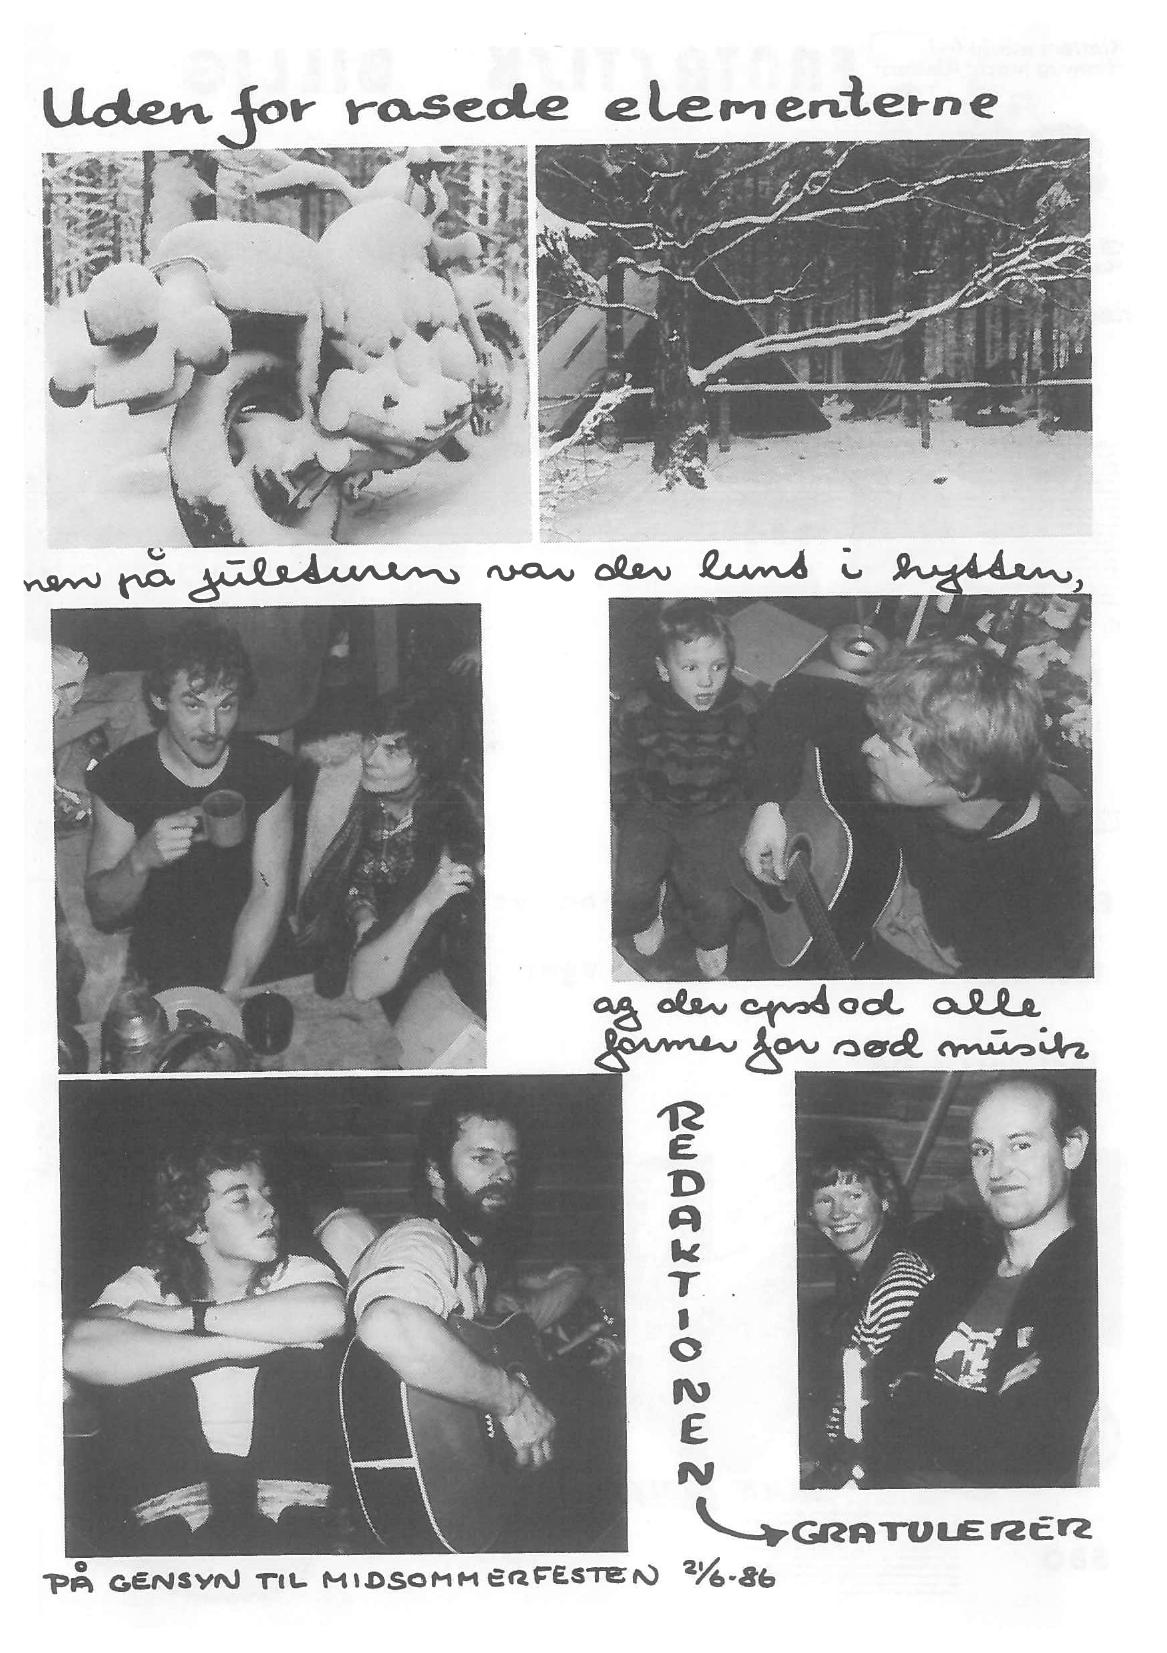 Uden for rasede elementerne
men på juleturen var der lunt i hytten,
og der opstod alle
former for sød musik
REDAKTIONEN
GRATULERER
PÅ GENSYN TIL MIDSOMMERFESTEN 21/6-86